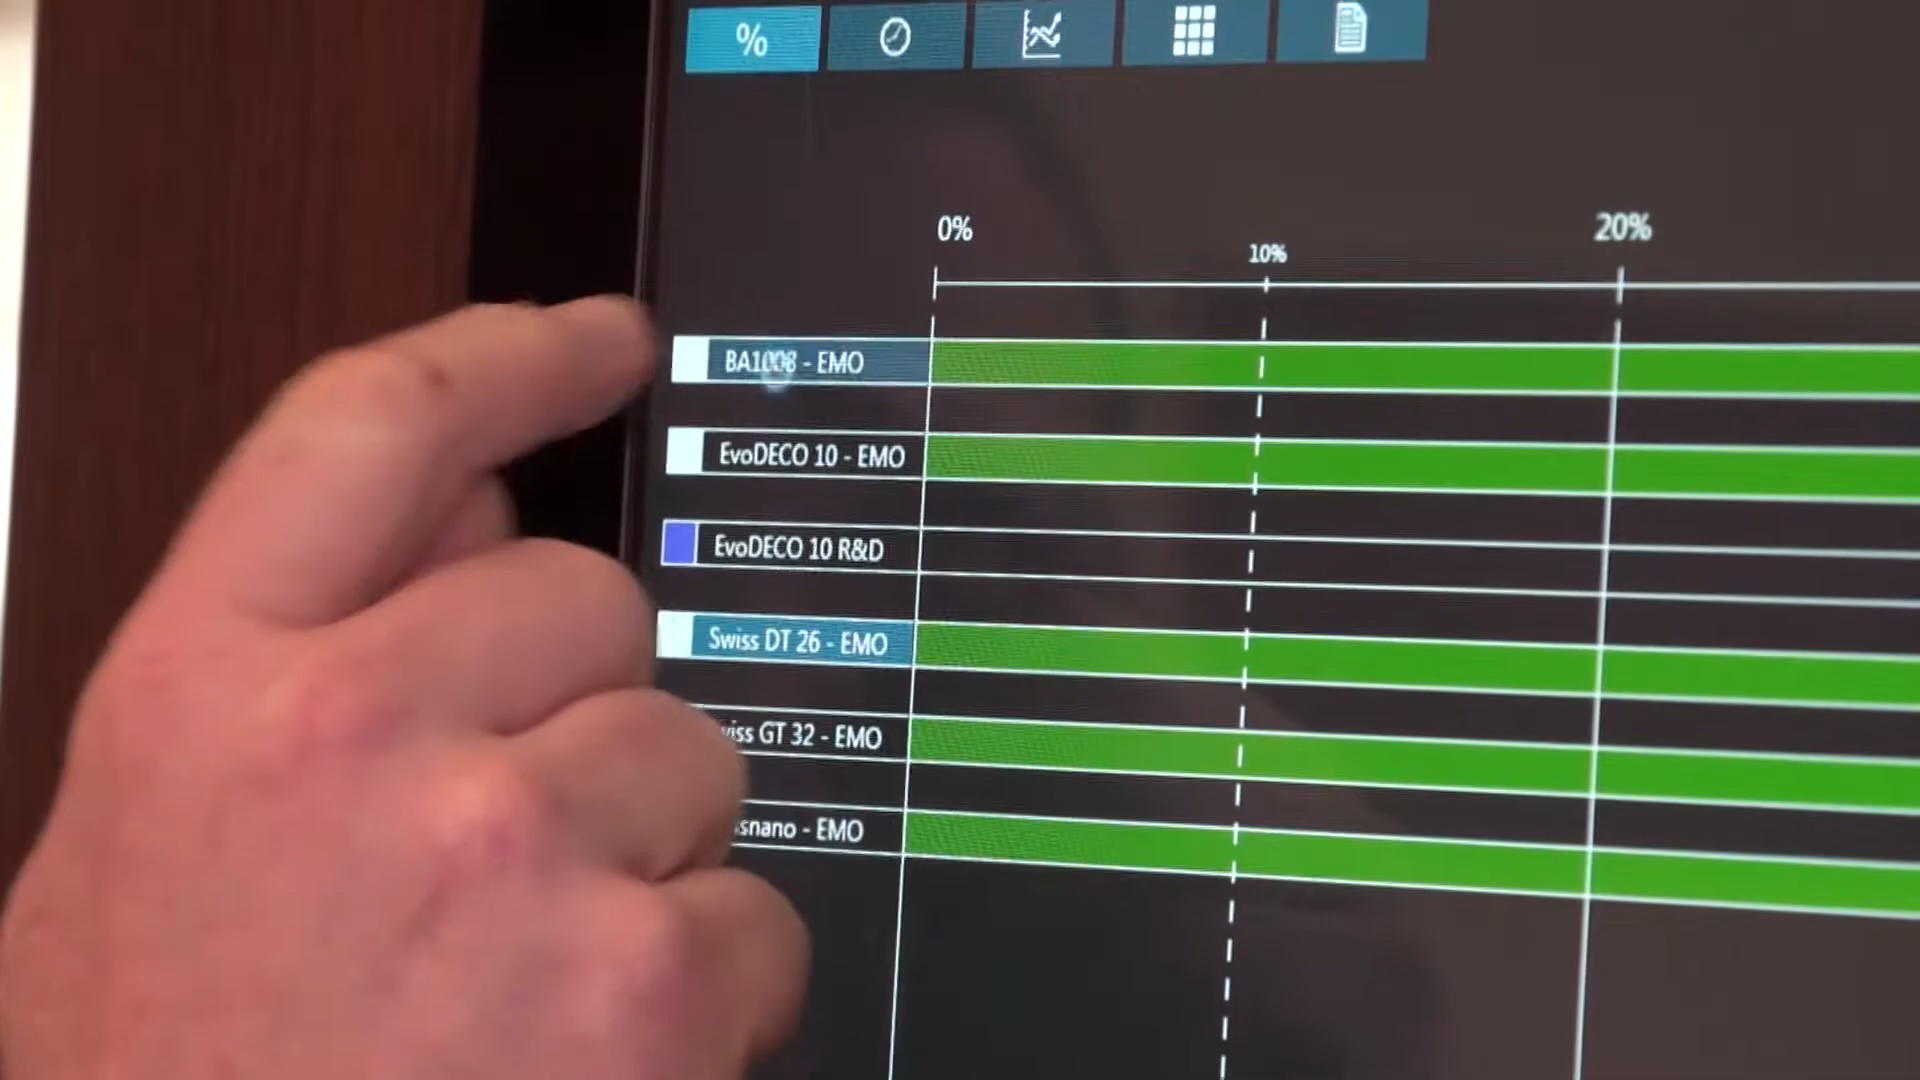 %
0%
10%
20%
BA1008 - EMO
EvoDECO 10 - EMO
EvoDECO 10 R&D
Swiss DT 26 - EMO
GT 32 - EMO
- EMO